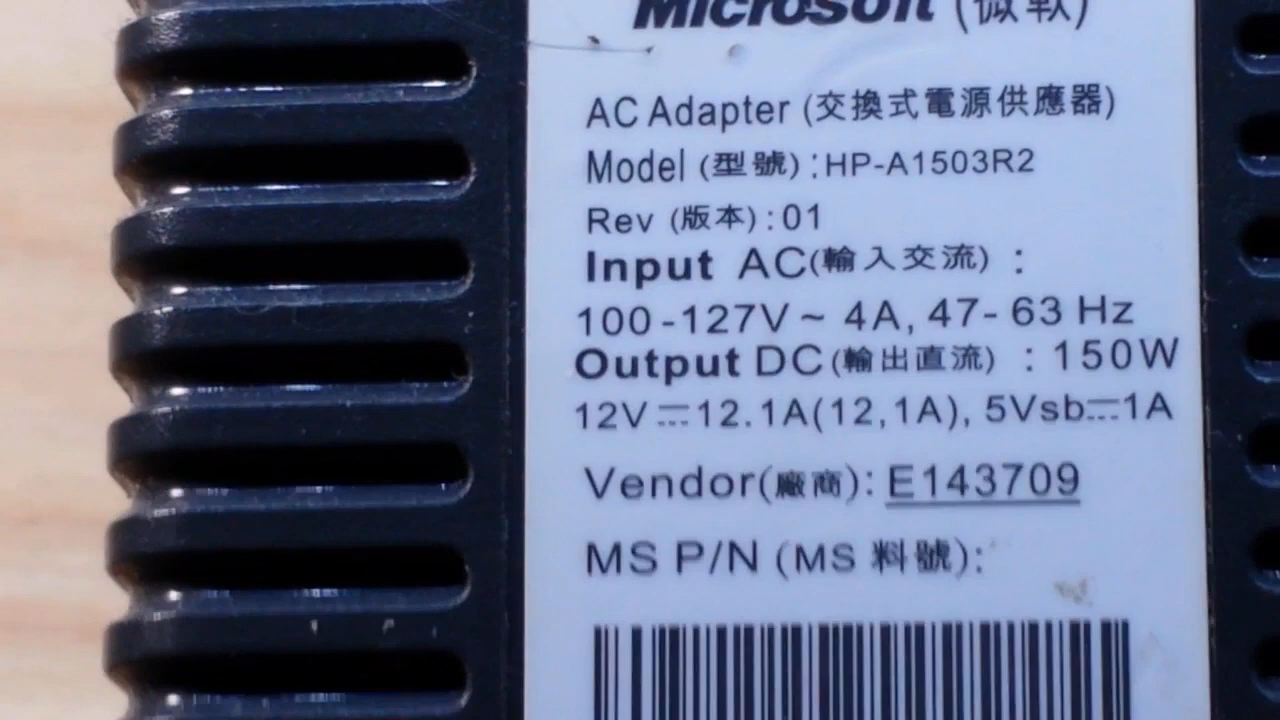 Microsoft (微軟)
AC Adapter (交換式電源供應器)
Model (型號) : HP-A1503R2
Rev (版本) : 01
Input AC(輸入交流) :
100-127V~ 4A, 47-63 Hz
Output DC(輸出直流) : 150W
12V⎓12.1A(12,1A), 5Vsb⎓1A
Vendor(廠商): E143709
MS P/N (MS 料號):